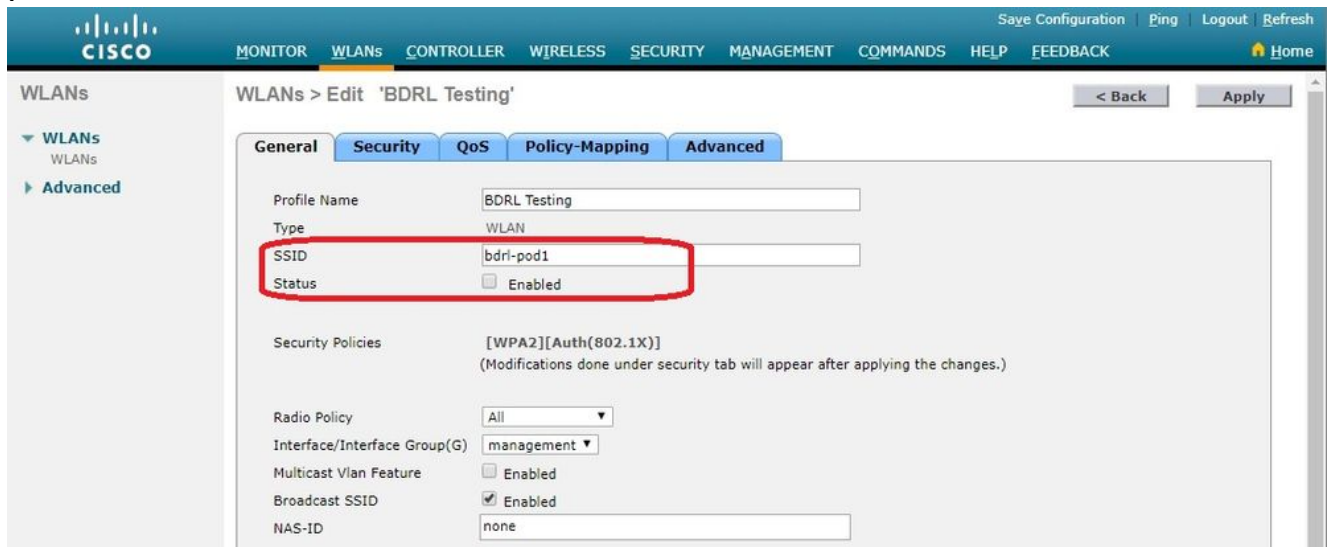 Save Configuration Ping Logout Refresh
CISCO MONITOR WLANs CONTROLLER WIRELESS SECURITY MANAGEMENT COMMANDS HELP FEEDBACK Home
WLANs
WLANs
WLANs
Advanced
WLANs > Edit 'BDRL Testing'
< Back Apply
General Security QoS Policy-Mapping Advanced
Profile Name BDRL Testing
Type WLAN
SSID bdrl-pod1
Status Enabled
Security Policies [WPA2][Auth(802.1X)]
(Modifications done under security tab will appear after applying the changes.)
Radio Policy All
Interface/Interface Group(G) management
Multicast Vlan Feature Enabled
Broadcast SSID Enabled
NAS-ID none